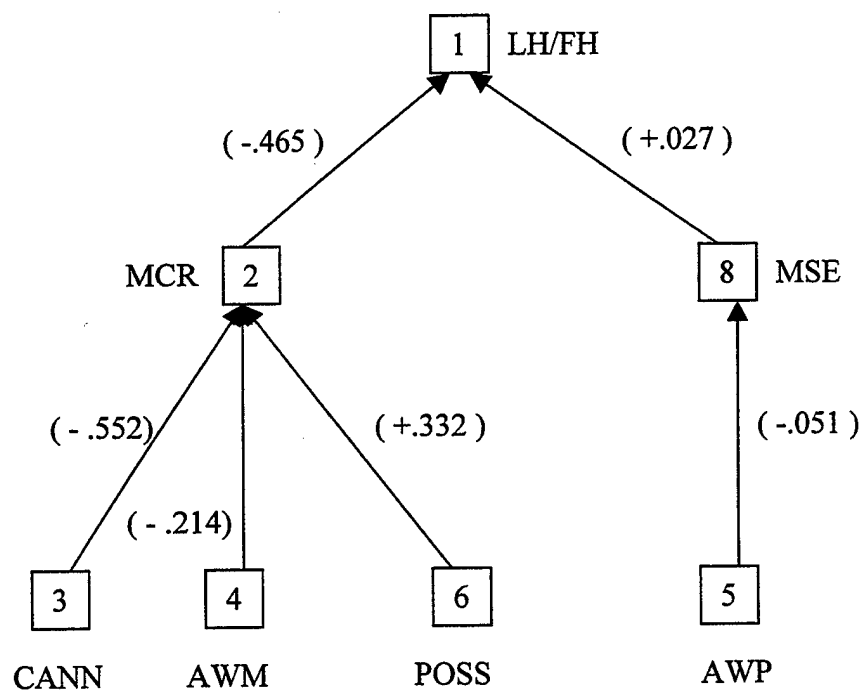 1 LH/FH
( -.465 ) ( +.027 )
MCR 2 8 MSE
( - .552) ( +.332 ) ( -.051 )
( - .214)
3 4 6 5
CANN AWM POSS AWP